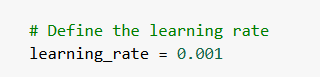 # Define the learning rate
learning_rate = 0.001